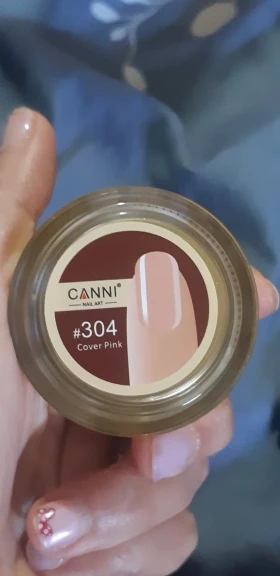 CANNI®
NAIL ART
#304
Cover Pink